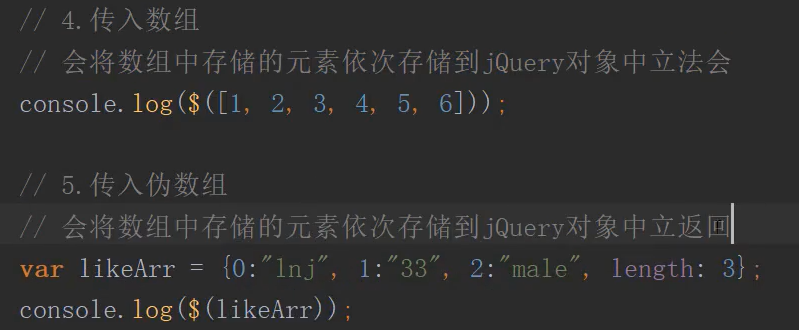 // 4.传入数组
// 会将数组中存储的元素依次存储到jQuery对象中立法会
console.log($([1, 2, 3, 4, 5, 6]));
// 5.传入伪数组
// 会将数组中存储的元素依次存储到jQuery对象中立返回
var likeArr = {0:"lnj", 1:"33", 2:"male", length: 3};
console.log($(likeArr));